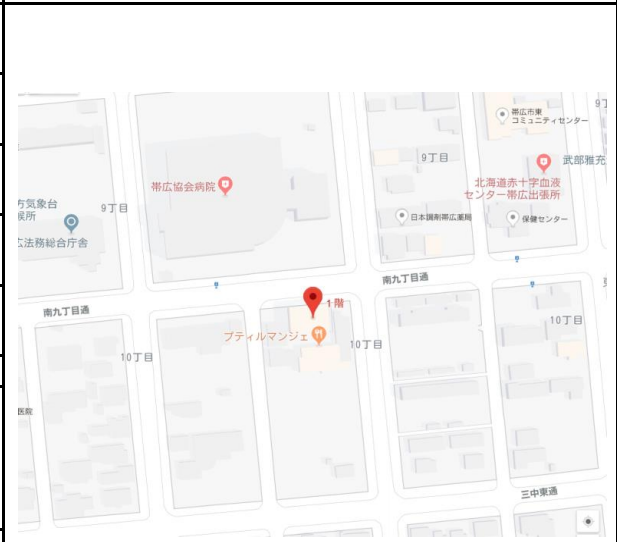 9丁
帯広市東
コミュニティセンター
9丁目
武部雅充
帯広協会病院
北海道赤十字血液
センター帯広出張所
方気象台
候所
9丁目
日本調剤帯広薬局
保健センター
広法務総合庁舎
南九丁目通
南九丁目通
1階
プティルマンジェ
10丁目
10丁目
10丁目
医院
三中東通